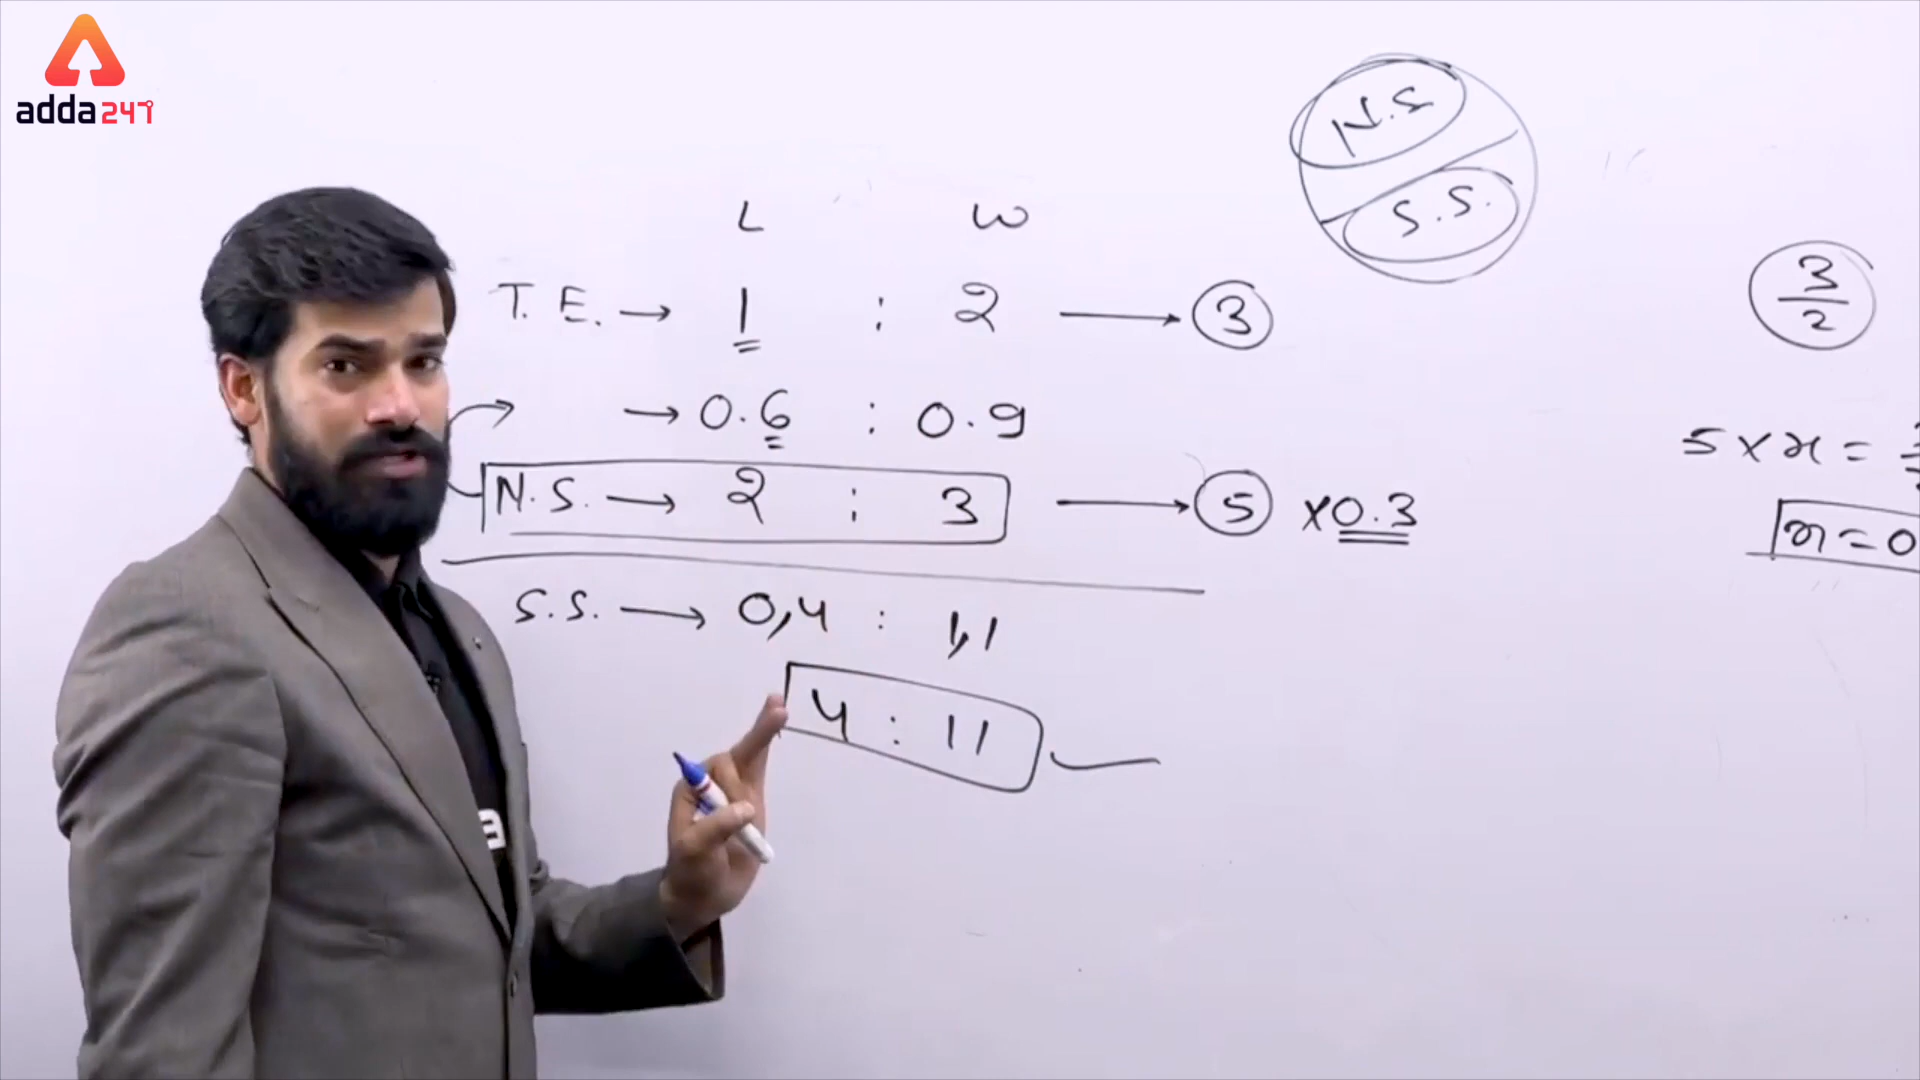 adda247
N.S
S.S.
L W
T.E. → 1 : 2 → 3
3/2
→ 0.6 : 0.9
5 × x =
N.S. → 2 : 3 → 5 × 0.3
x = 0
S.S. → 0,4 : 1,1
4 : 11